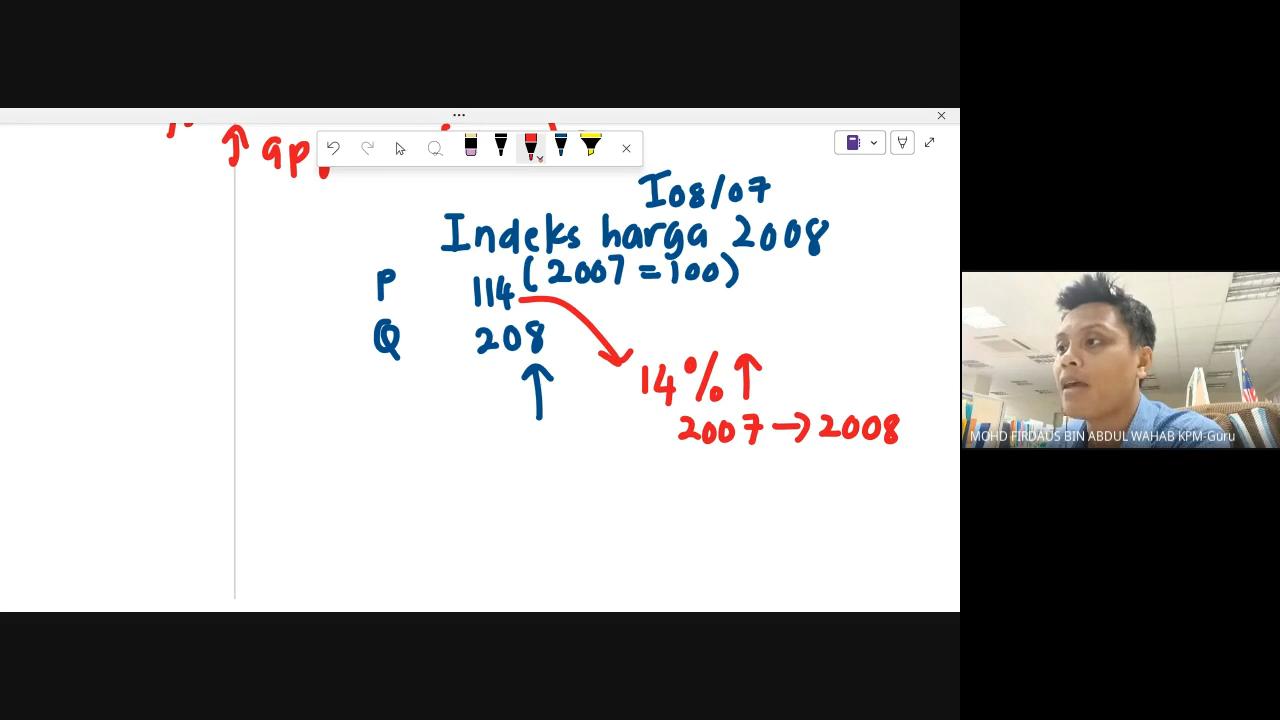 I08/07
Indeks harga 2008
(2007 = 100)
P 114
Q 208
14% ↑
2007 → 2008
MOHD FIRDAUS BIN ABDUL WAHAB KPM-Guru